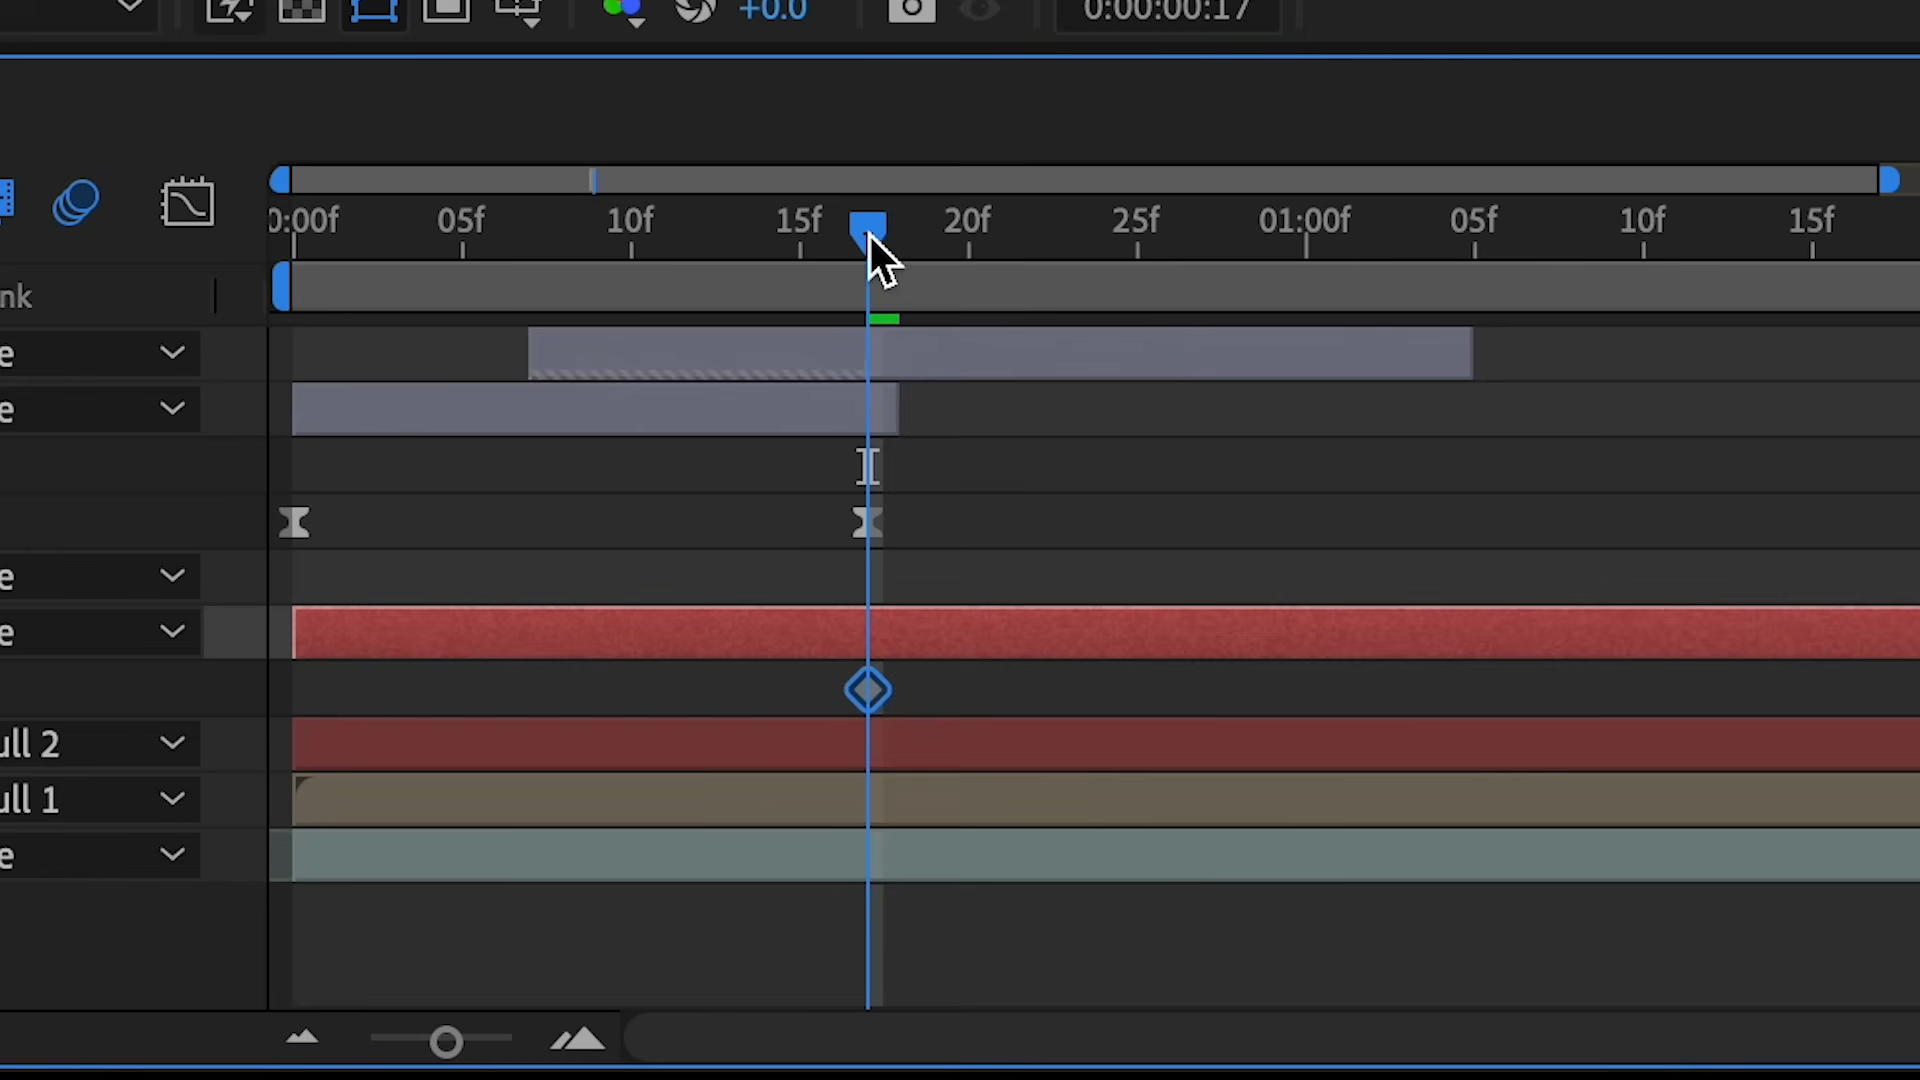 +0.0 0:00:00:17
0:00f 05f 10f 15f 20f 25f 01:00f 05f 10f 15f
nk
e
e
e
e
ull 2
ull 1
e